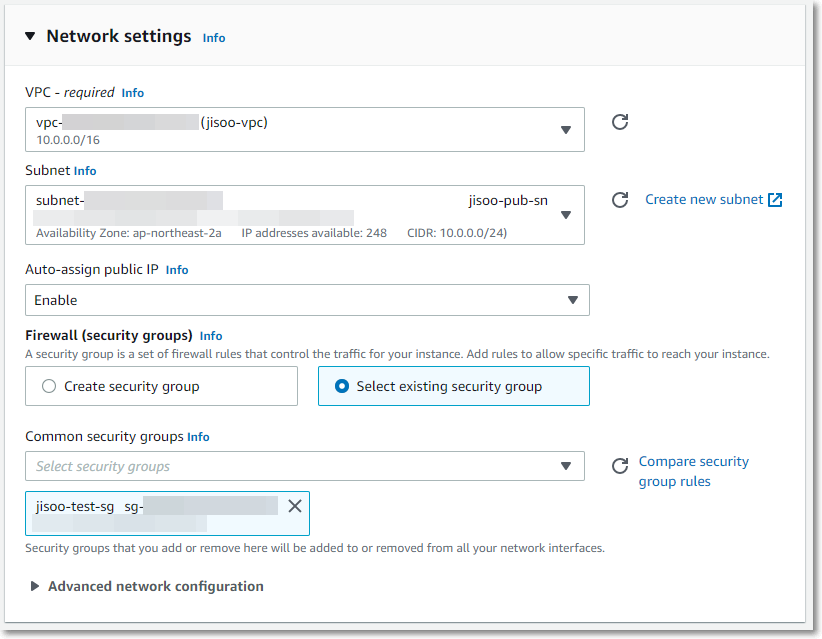 Network settings Info
VPC - required Info
vpc- (jisoo-vpc)
10.0.0.0/16
Subnet Info
subnet- jisoo-pub-sn
Create new subnet
Availability Zone: ap-northeast-2a IP addresses available: 248 CIDR: 10.0.0.0/24)
Auto-assign public IP Info
Enable
Firewall (security groups) Info
A security group is a set of firewall rules that control the traffic for your instance. Add rules to allow specific traffic to reach your instance.
Create security group
Select existing security group
Common security groups Info
Select security groups
Compare security
group rules
jisoo-test-sg sg-
Security groups that you add or remove here will be added to or removed from all your network interfaces.
Advanced network configuration